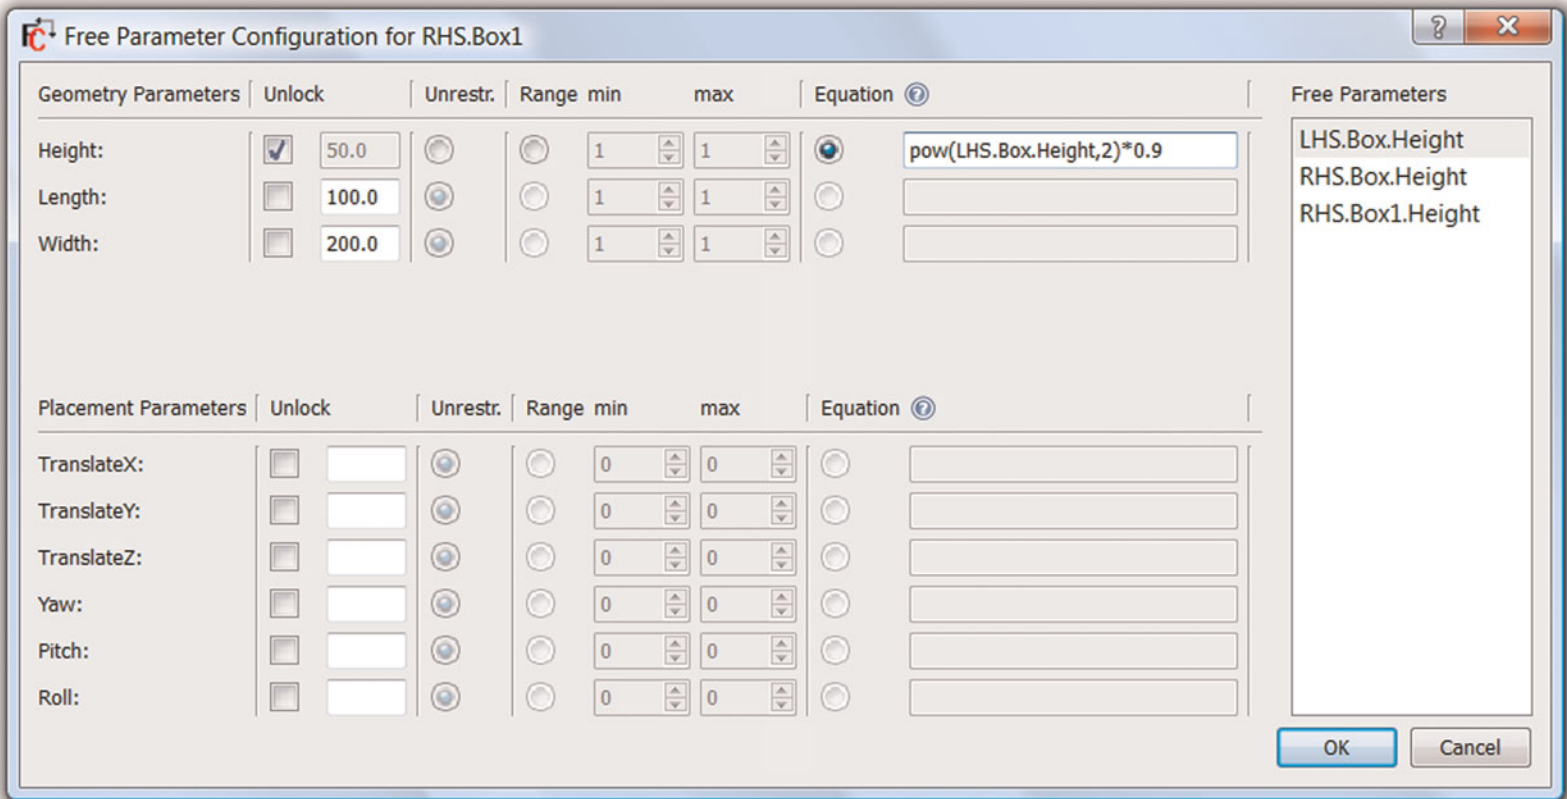 FC Free Parameter Configuration for RHS.Box1
?
Geometry Parameters Unlock Unrestr. Range min max Equation ?
Height: 50.0 1 1 pow(LHS.Box.Height,2)*0.9
Length: 100.0 1 1
Width: 200.0 1 1
Placement Parameters Unlock Unrestr. Range min max Equation ?
TranslateX: 0 0
TranslateY: 0 0
TranslateZ: 0 0
Yaw: 0 0
Pitch: 0 0
Roll: 0 0
Free Parameters
LHS.Box.Height
RHS.Box.Height
RHS.Box1.Height
OK Cancel